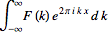 ∫_{-∞}^{∞} F(k) e^{2πikx} dk